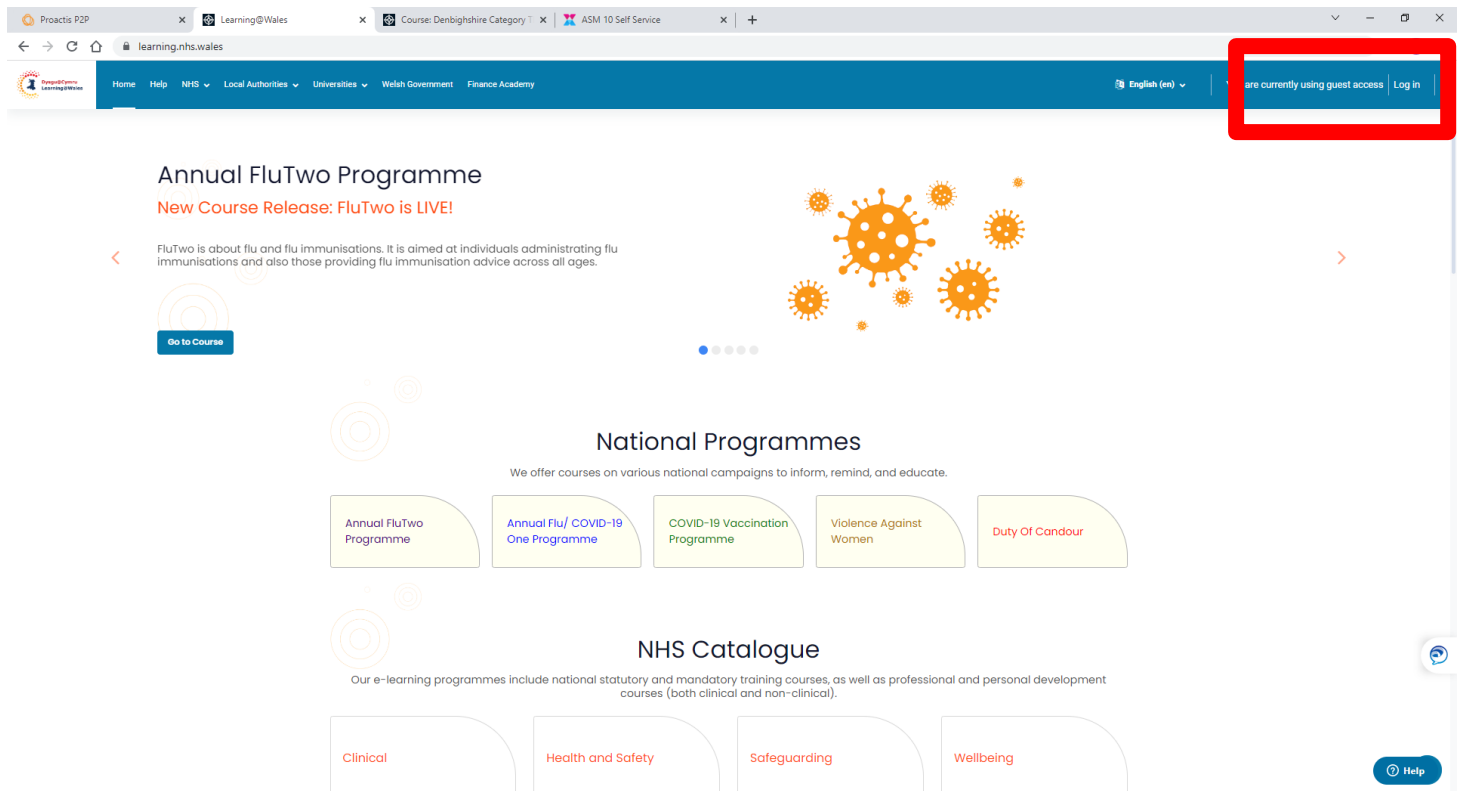 Proactis P2P
Learning@Wales
Course: Denbighshire Category T
ASM 10 Self Service
learning.nhs.wales
Dysgu@Cymru
Learning@Wales
Home
Help
NHS
Local Authorities
Universities
Welsh Government
Finance Academy
English (en)
are currently using guest access
Log in
Annual FluTwo Programme
New Course Release: FluTwo is LIVE!
FluTwo is about flu and flu immunisations. It is aimed at individuals administrating flu
immunisations and also those providing flu immunisation advice across all ages.
Go to Course
National Programmes
We offer courses on various national campaigns to inform, remind, and educate.
Annual FluTwo
Programme
Annual Flu/ COVID-19
One Programme
COVID-19 Vaccination
Programme
Violence Against
Women
Duty Of Candour
NHS Catalogue
Our e-learning programmes include national statutory and mandatory training courses, as well as professional and personal development
courses (both clinical and non-clinical).
Clinical
Health and Safety
Safeguarding
Wellbeing
Help